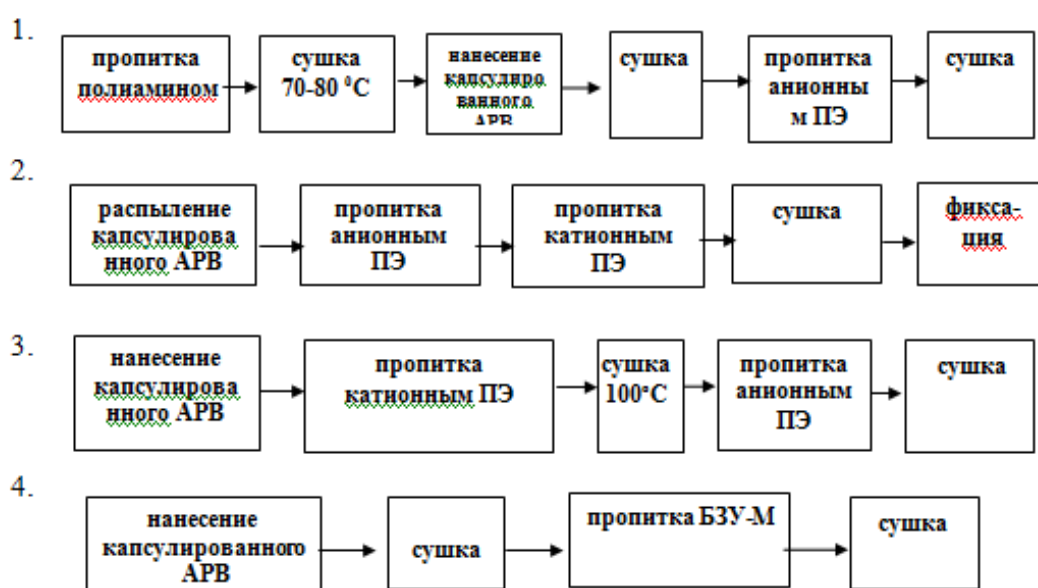 1.
пропитка
полиамином
сушка
70-80 ⁰С
нанесение
капсулиро
ванного
АРВ
сушка
пропитка
анионны
м ПЭ
сушка
2.
распыление
капсулирова
нного АРВ
пропитка
анионным
ПЭ
пропитка
катионным
ПЭ
сушка
фикса-
ция
3.
нанесение
капсулирова
нного АРВ
пропитка
катионным ПЭ
сушка
100°С
пропитка
анионным
ПЭ
сушка
4.
нанесение
капсулированного
АРВ
сушка
пропитка БЗУ-М
сушка